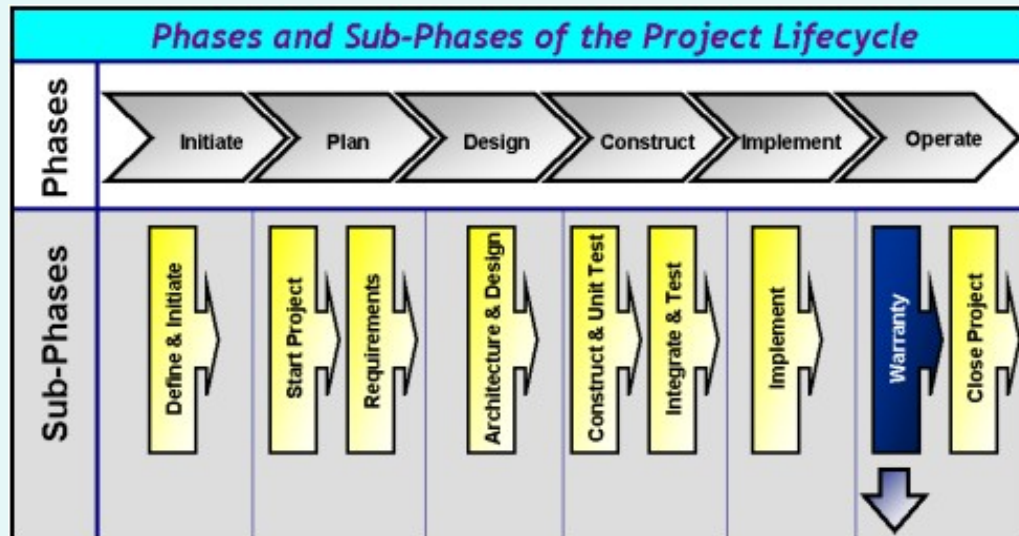 Phases and Sub-Phases of the Project Lifecycle
Phases
Initiate
Plan
Design
Construct
Implement
Operate
Sub-Phases
Define & Initiate
Start Project
Requirements
Architecture & Design
Construct & Unit Test
Integrate & Test
Implement
Warranty
Close Project